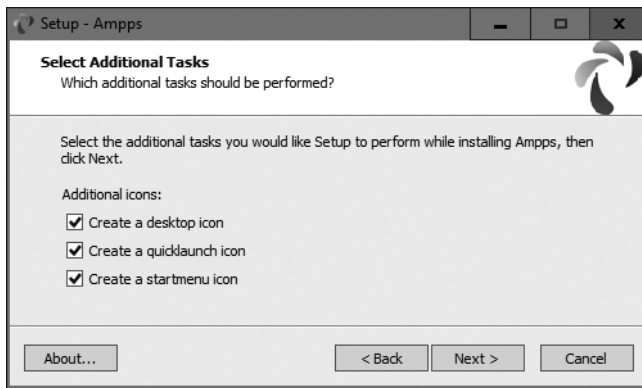 Setup - Ampps
Select Additional Tasks
Which additional tasks should be performed?
Select the additional tasks you would like Setup to perform while installing Ampps, then
click Next.
Additional icons:
Create a desktop icon
Create a quicklaunch icon
Create a startmenu icon
About...
< Back
Next >
Cancel